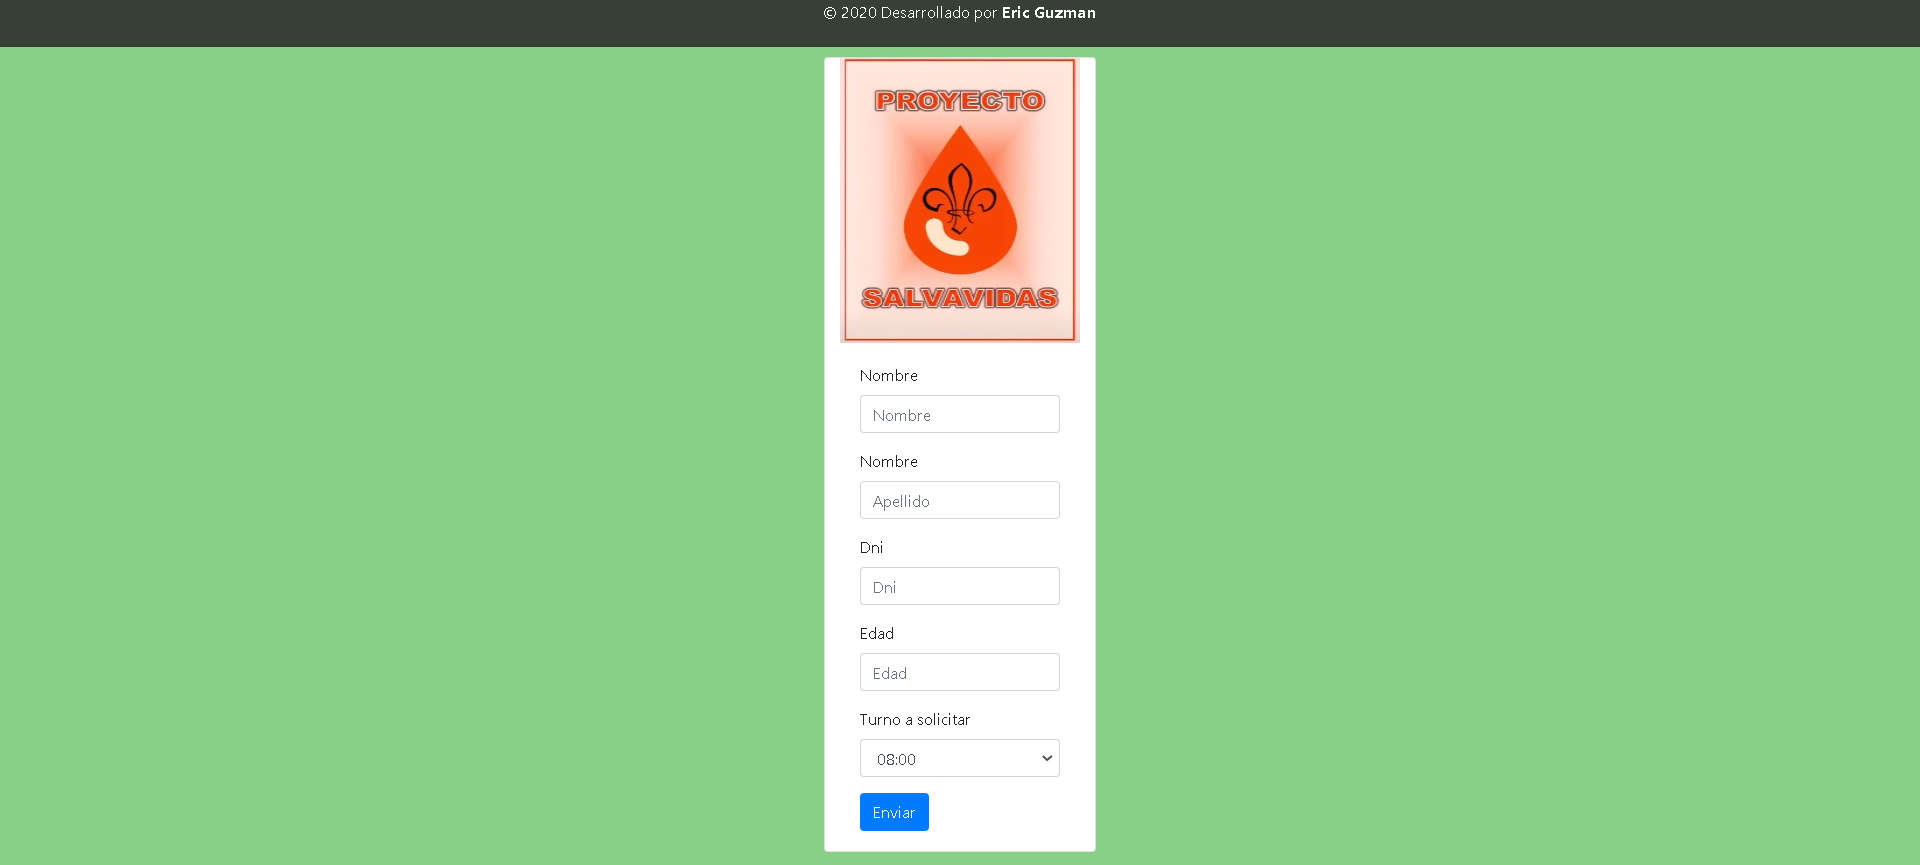 © 2020 Desarrollado por Eric Guzman
PROYECTO
SALVAVIDAS
Nombre
Nombre
Nombre
Apellido
Dni
Dni
Edad
Edad
Turno a solicitar
08:00
Enviar